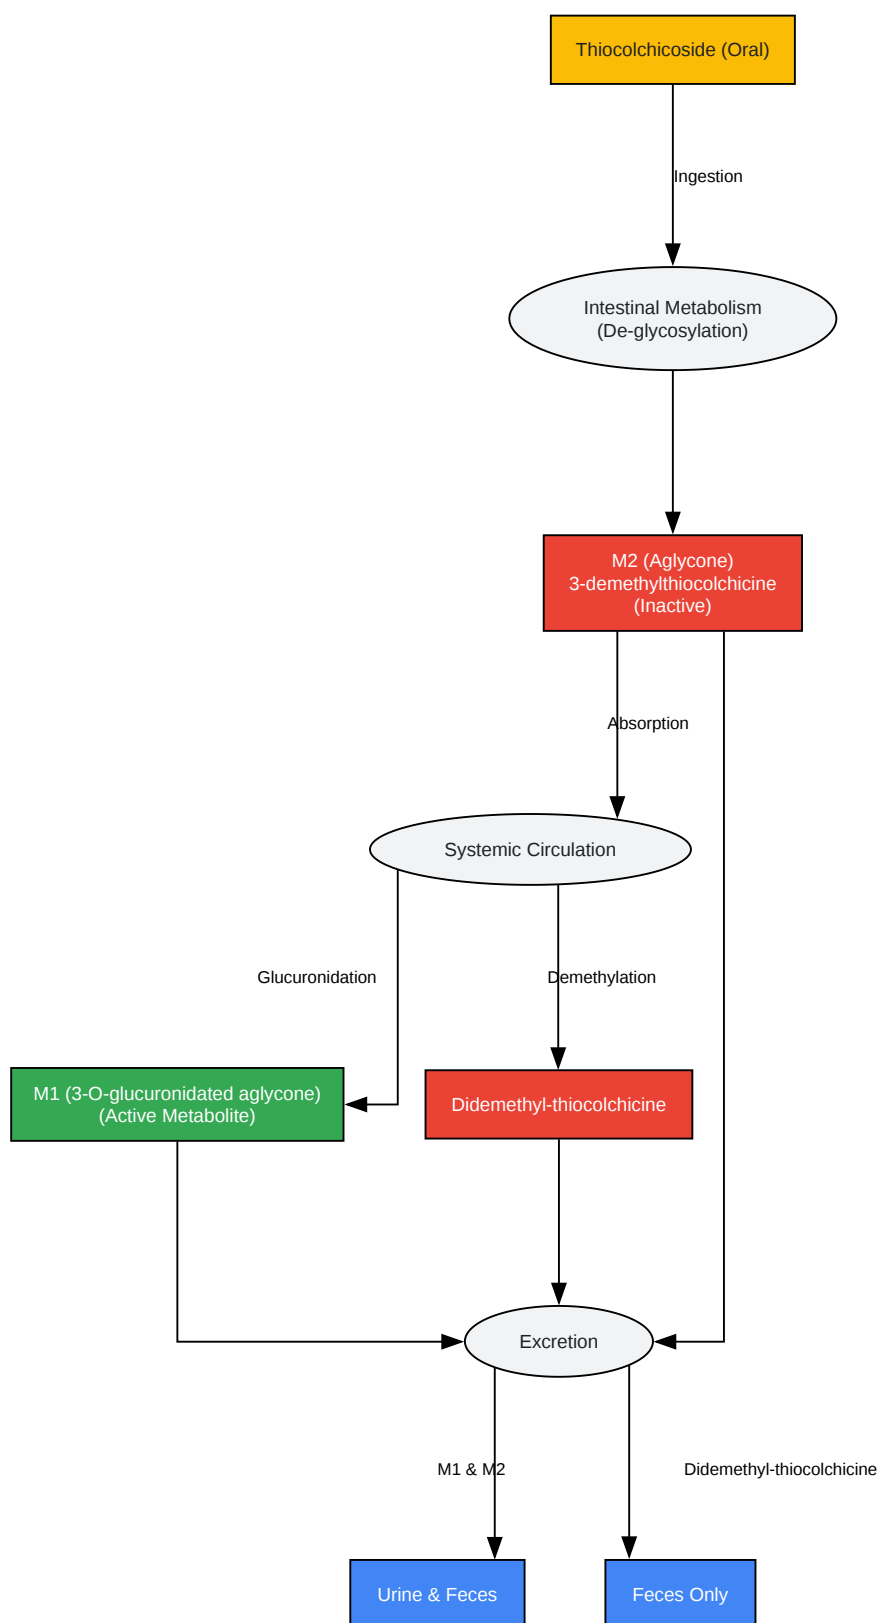 Thiocolchicoside (Oral)
Ingestion
Intestinal Metabolism
(De-glycosylation)
M2 (Aglycone)
3-demethylthiocolchicine
(Inactive)
Absorption
Systemic Circulation
Glucuronidation
Demethylation
M1 (3-O-glucuronidated aglycone)
(Active Metabolite)
Didemethyl-thiocolchicine
Excretion
M1 & M2
Didemethyl-thiocolchicine
Urine & Feces
Feces Only